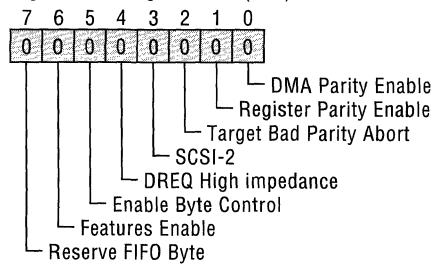 7 6 5 4 3 2 1 0
0 0 0 0 0 0 0 0
DMA Parity Enable
Register Parity Enable
Target Bad Parity Abort
SCSI-2
DREQ High impedance
Enable Byte Control
Features Enable
Reserve FIFO Byte